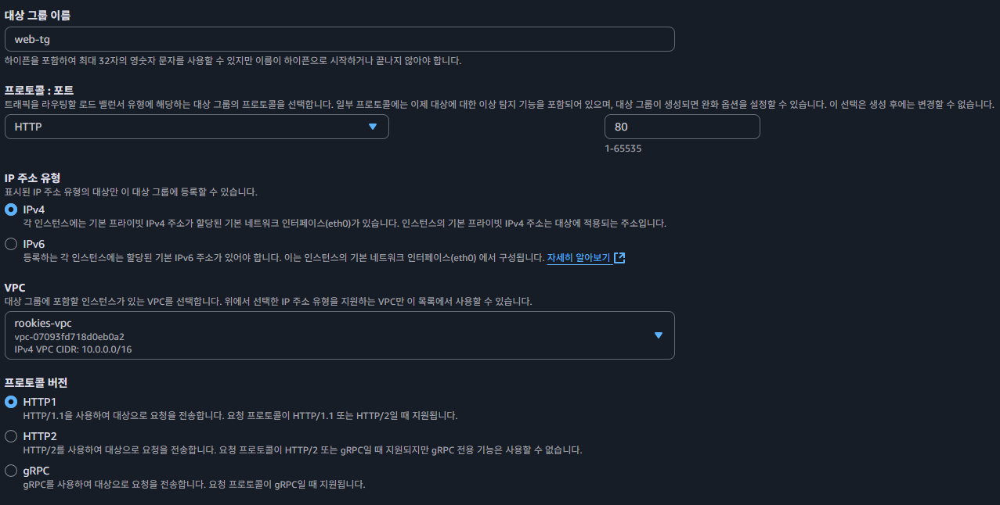 대상 그룹 이름
web-tg
하이픈을 포함하여 최대 32자의 영숫자 문자를 사용할 수 있지만 이름이 하이픈으로 시작하거나 끝나지 않아야 합니다.
프로토콜 : 포트
트래픽을 라우팅할 로드 밸런서 유형에 해당하는 대상 그룹의 프로토콜을 선택합니다. 일부 프로토콜에는 이제 대상에 대한 이상 탐지 기능을 포함되어 있으며, 대상 그룹이 생성되면 완화 옵션을 설정할 수 있습니다. 이 선택은 생성 후에는 변경할 수 없습니다.
HTTP
80
1-65535
IP 주소 유형
표시된 IP 주소 유형의 대상만 이 대상 그룹에 등록할 수 있습니다.
IPv4
각 인스턴스에는 기본 프라이빗 IPv4 주소가 할당된 기본 네트워크 인터페이스(eth0)가 있습니다. 인스턴스의 기본 프라이빗 IPv4 주소는 대상에 적용되는 주소입니다.
IPv6
등록하는 각 인스턴스에는 할당된 기본 IPv6 주소가 있어야 합니다. 이는 인스턴스의 기본 네트워크 인터페이스(eth0) 에서 구성됩니다. 자세히 알아보기
VPC
대상 그룹에 포함할 인스턴스가 있는 VPC를 선택합니다. 위에서 선택한 IP 주소 유형을 지원하는 VPC만 이 목록에서 사용할 수 있습니다.
rookies-vpc
vpc-07093fd718d0eb0a2
IPv4 VPC CIDR: 10.0.0.0/16
프로토콜 버전
HTTP1
HTTP/1.1을 사용하여 대상으로 요청을 전송합니다. 요청 프로토콜이 HTTP/1.1 또는 HTTP/2일 때 지원됩니다.
HTTP2
HTTP/2를 사용하여 대상으로 요청을 전송합니다. 요청 프로토콜이 HTTP/2 또는 gRPC일 때 지원되지만 gRPC 전용 기능은 사용할 수 없습니다.
gRPC
gRPC를 사용하여 대상으로 요청을 전송합니다. 요청 프로토콜이 gRPC일 때 지원됩니다.